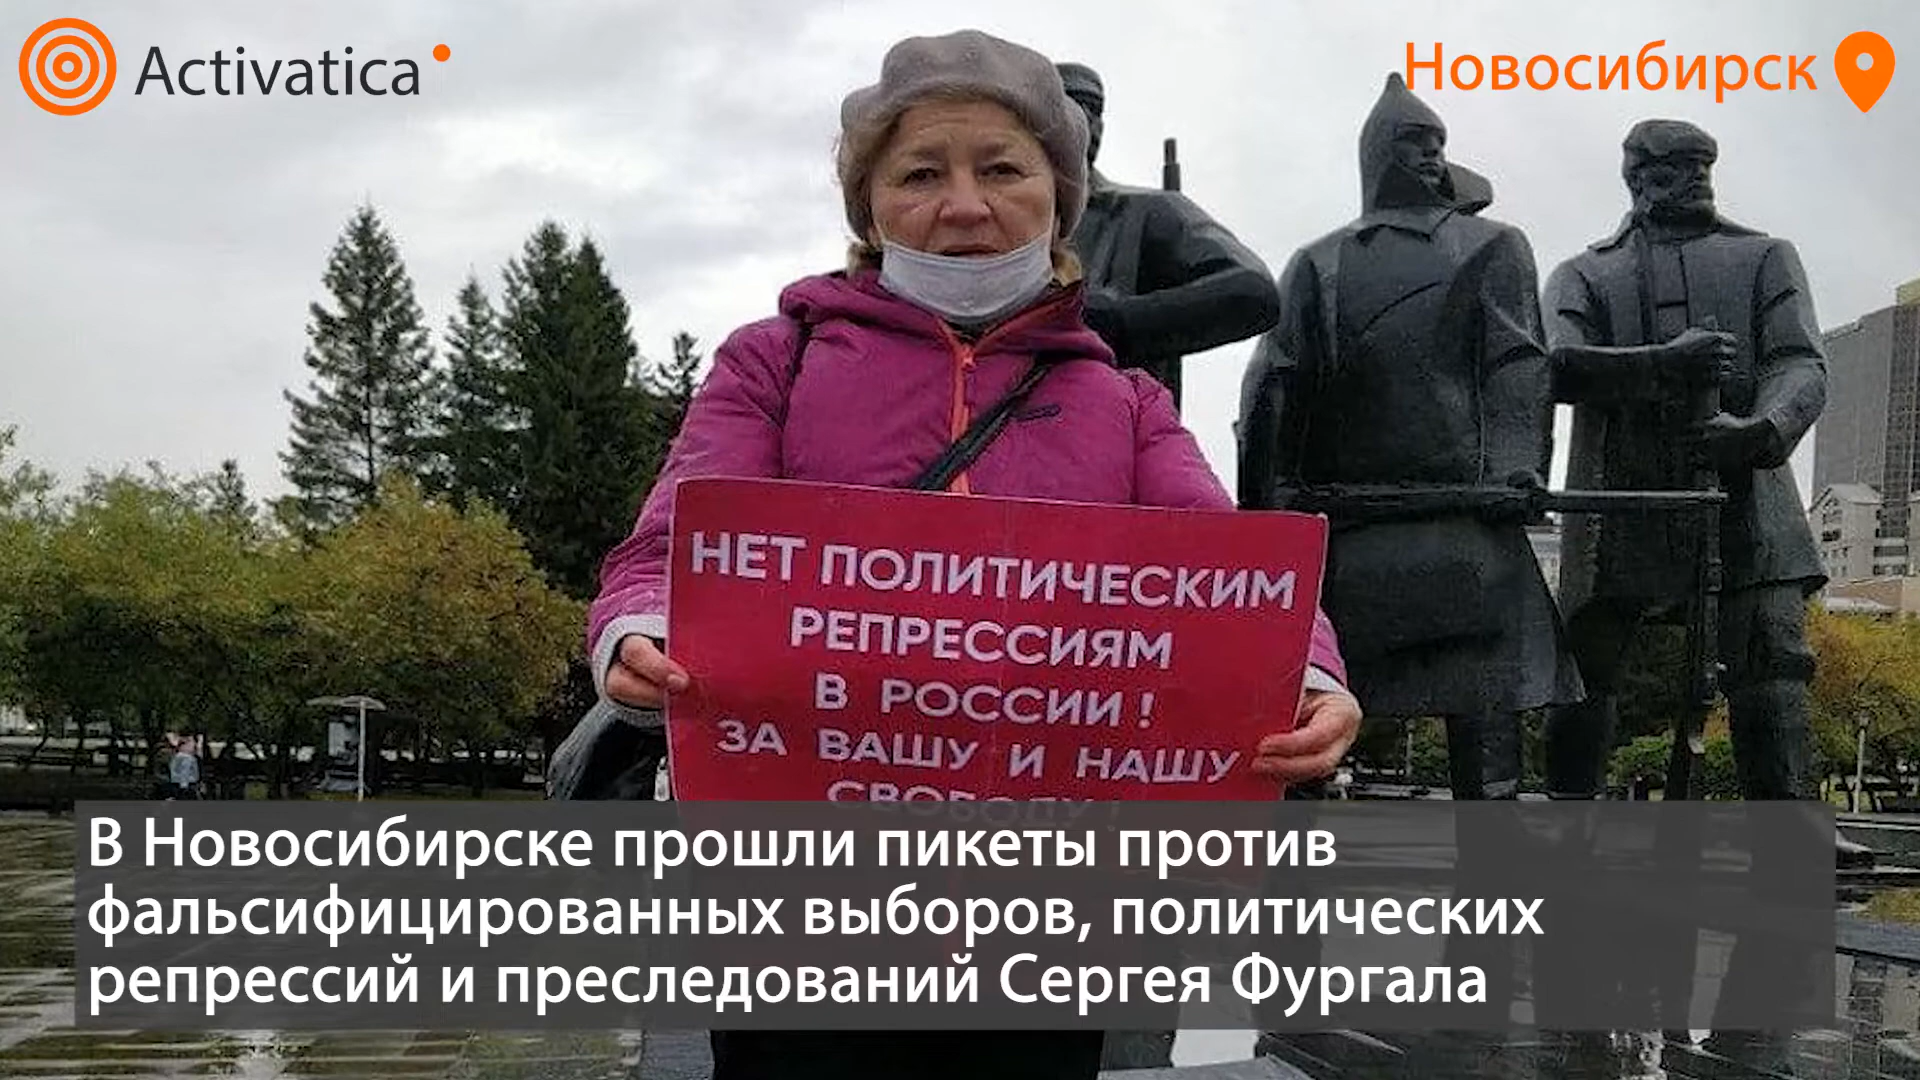 Activatica
Новосибирск
НЕТ ПОЛИТИЧЕСКИМ
РЕПРЕССИЯМ
В РОССИИ!
ЗА ВАШУ И НАШУ
СВОБОДУ!
В Новосибирске прошли пикеты против
фальсифицированных выборов, политических
репрессий и преследований Сергея Фургала